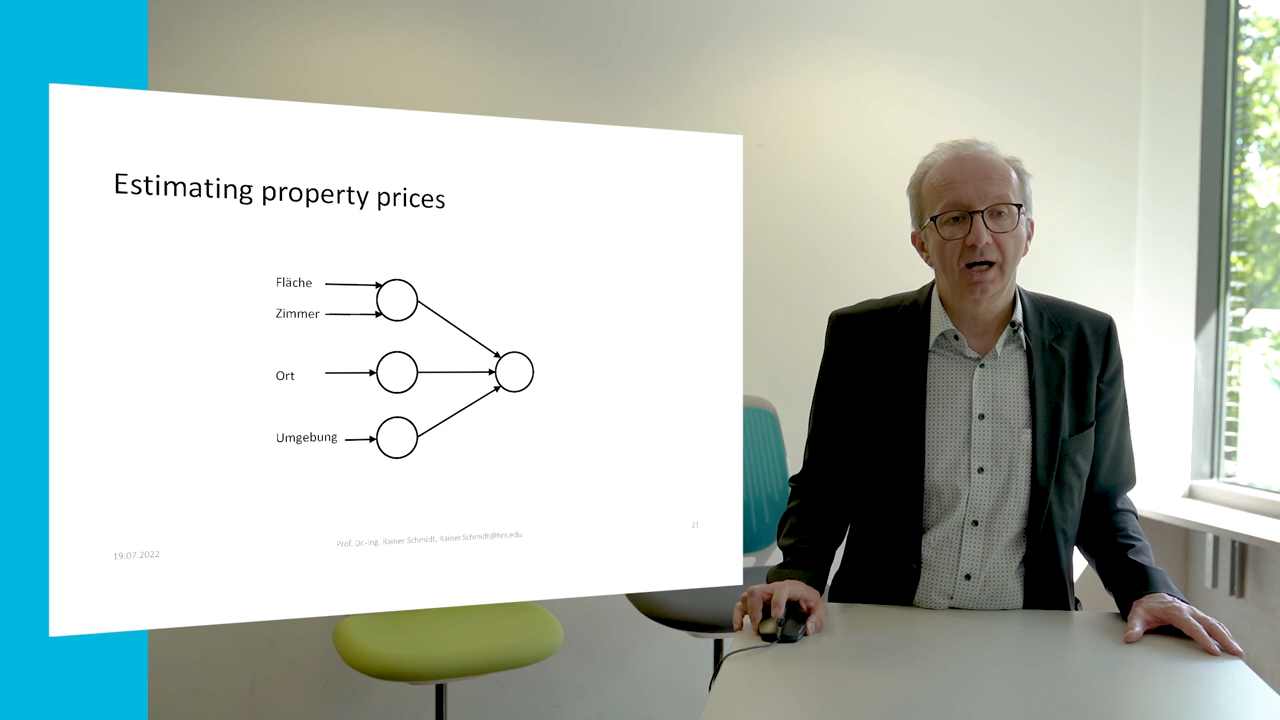 Estimating property prices
Fläche
Zimmer
Ort
Umgebung
19.07.2022
Prof. Dr.-Ing. Rainer Schmidt, Rainer.Schmidt@hm.edu
21